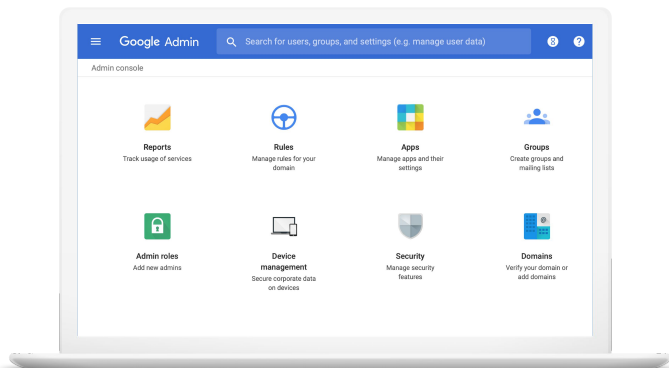 Google Admin
Search for users, groups, and settings (e.g. manage user data)
8
?
Admin console
Reports
Track usage of services
Rules
Manage rules for your
domain
Apps
Manage apps and their
settings
Groups
Create groups and
mailing lists
Admin roles
Add new admins
Device
management
Secure corporate data
on devices
Security
Manage security
features
Domains
Verify your domain or
add domains